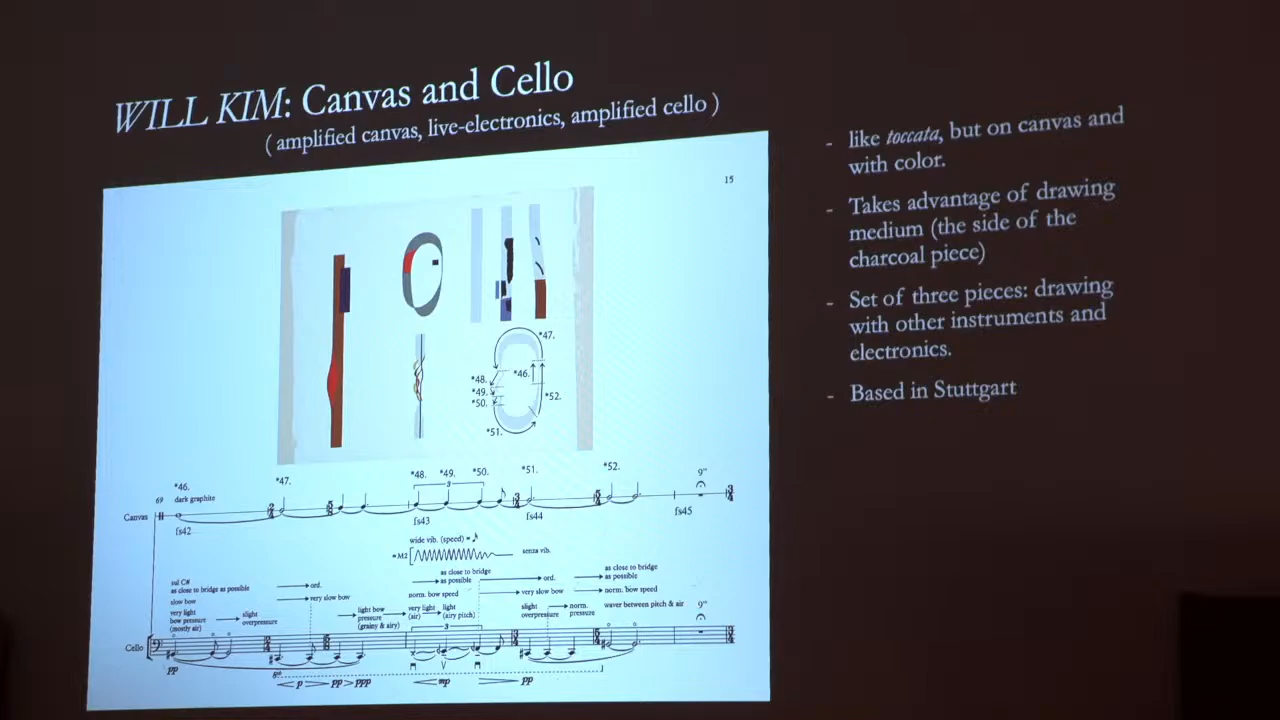 WILL KIM: Canvas and Cello
( amplified canvas, live-electronics, amplified cello )
- like toccata, but on canvas and
with color.
- Takes advantage of drawing
medium (the side of the
charcoal piece)
- Set of three pieces: drawing
with other instruments and
electronics.
- Based in Stuttgart
15
*47.
*46.
*48.
*49.
*50.
*52.
*51.
*46.
*47.
*48. *49. *50.
*51.
*52.
9"
69 dark graphite
3
Canvas
fs42
fs43
fs44
fs45
wide vib. (speed) = ♪
senza vib.
sul C#
as close to bridge as possible
ord.
as close to bridge
as possible
ord.
as close to bridge
as possible
slow bow
very slow bow
norm. bow speed
very slow bow
norm. bow speed
very light
bow pressure
(mostly air)
slight
overpressure
light bow
pressure
(grainy & airy)
very light
(air)
light
(airy pitch)
slight
overpressure
norm.
pressure
waver between pitch & air
9"
3
Cello
pp
p pp ppp mp pp